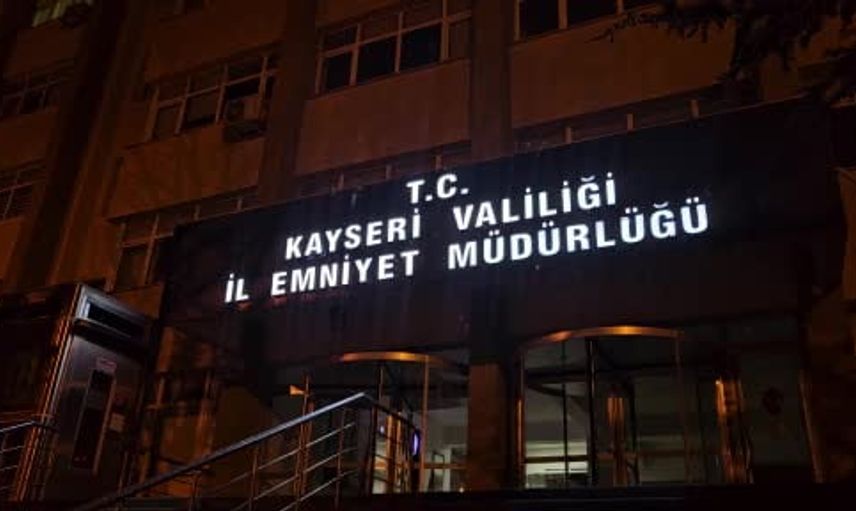 T.C.
KAYSERİ VALİLİĞİ
İL EMNİYET MÜDÜRLÜĞÜ